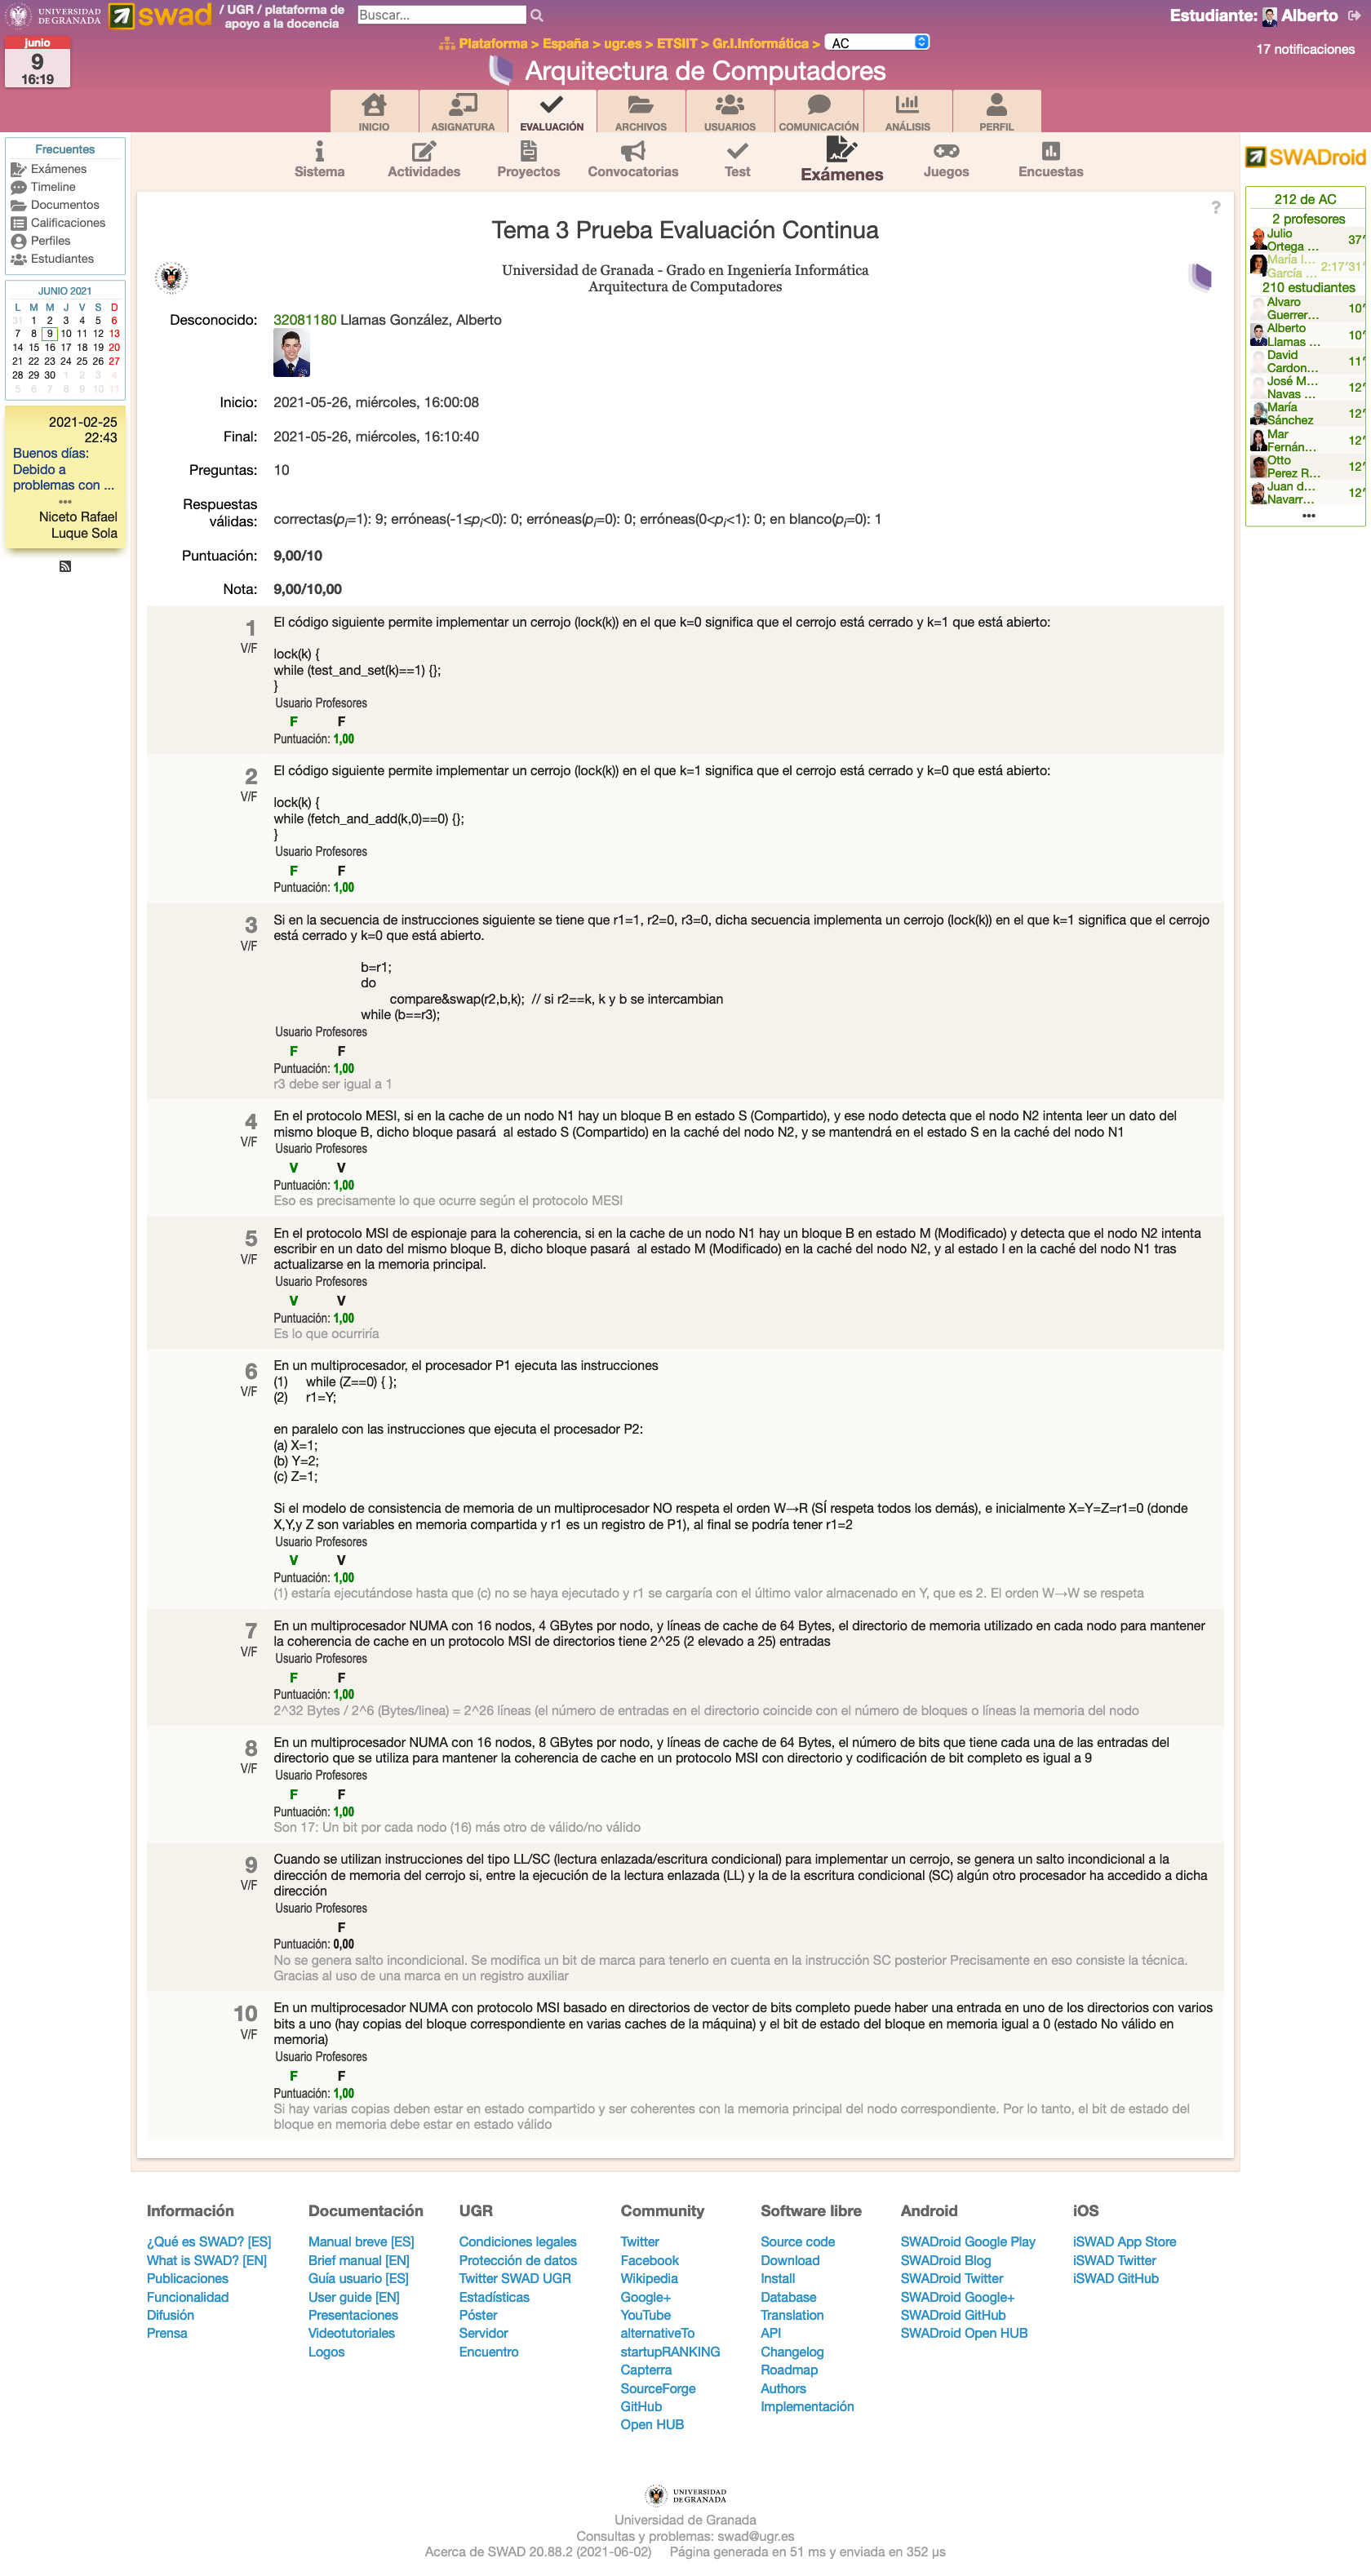 UNIVERSIDAD DE GRANADA
swad
/ UGR / plataforma de apoyo a la docencia
Buscar...
Estudiante: Alberto
17 notificaciones
junio
9
16:19
Plataforma > España > ugr.es > ETSIIT > Gr.I.Informática > AC
Arquitectura de Computadores
INICIO ASIGNATURA EVALUACIÓN ARCHIVOS USUARIOS COMUNICACIÓN ANÁLISIS PERFIL
Sistema Actividades Proyectos Convocatorias Test Exámenes Juegos Encuestas
Frecuentes
Exámenes
Timeline
Documentos
Calificaciones
Perfiles
Estudiantes
JUNIO 2021
L M M J V S D
31 1 2 3 4 5 6
7 8 9 10 11 12 13
14 15 16 17 18 19 20
21 22 23 24 25 26 27
28 29 30 1 2 3 4
5 6 7 8 9 10 11
2021-02-25
22:43
Buenos días:
Debido a
problemas con ...
•••
Niceto Rafael
Luque Sola
SWADroid
212 de AC
2 profesores
Julio
Ortega ... 37′
María I...
García ... 2:17′31″
210 estudiantes
Alvaro
Guerrer... 10′
Alberto
Llamas ... 10′
David
Cardon... 11′
José M...
Navas ... 12′
María
Sánchez 12′
Mar
Fernán... 12′
Otto
Perez R... 12′
Juan d...
Navarr... 12′
•••
?
Tema 3 Prueba Evaluación Continua
Universidad de Granada - Grado en Ingeniería Informática
Arquitectura de Computadores
Desconocido: 32081180 Llamas González, Alberto
Inicio: 2021-05-26, miércoles, 16:00:08
Final: 2021-05-26, miércoles, 16:10:40
Preguntas: 10
Respuestas válidas: correctas(pi=1): 9; erróneas(-1≤pi<0): 0; erróneas(pi=0): 0; erróneas(0<pi<1): 0; en blanco(pi=0): 1
Puntuación: 9,00/10
Nota: 9,00/10,00
1 V/F
El código siguiente permite implementar un cerrojo (lock(k)) en el que k=0 significa que el cerrojo está cerrado y k=1 que está abierto:
lock(k) {
while (test_and_set(k)==1) {};
}
Usuario Profesores
F F
Puntuación: 1,00
2 V/F
El código siguiente permite implementar un cerrojo (lock(k)) en el que k=1 significa que el cerrojo está cerrado y k=0 que está abierto:
lock(k) {
while (fetch_and_add(k,0)==0) {};
}
Usuario Profesores
F F
Puntuación: 1,00
3 V/F
Si en la secuencia de instrucciones siguiente se tiene que r1=1, r2=0, r3=0, dicha secuencia implementa un cerrojo (lock(k)) en el que k=1 significa que el cerrojo
está cerrado y k=0 que está abierto.
b=r1;
do
compare&swap(r2,b,k); // si r2==k, k y b se intercambian
while (b==r3);
Usuario Profesores
F F
Puntuación: 1,00
r3 debe ser igual a 1
4 V/F
En el protocolo MESI, si en la cache de un nodo N1 hay un bloque B en estado S (Compartido), y ese nodo detecta que el nodo N2 intenta leer un dato del
mismo bloque B, dicho bloque pasará al estado S (Compartido) en la caché del nodo N2, y se mantendrá en el estado S en la caché del nodo N1
Usuario Profesores
V V
Puntuación: 1,00
Eso es precisamente lo que ocurre según el protocolo MESI
5 V/F
En el protocolo MSI de espionaje para la coherencia, si en la cache de un nodo N1 hay un bloque B en estado M (Modificado) y detecta que el nodo N2 intenta
escribir en un dato del mismo bloque B, dicho bloque pasará al estado M (Modificado) en la caché del nodo N2, y al estado I en la caché del nodo N1 tras
actualizarse en la memoria principal.
Usuario Profesores
V V
Puntuación: 1,00
Es lo que ocurriría
6 V/F
En un multiprocesador, el procesador P1 ejecuta las instrucciones
(1) while (Z==0) { };
(2) r1=Y;
en paralelo con las instrucciones que ejecuta el procesador P2:
(a) X=1;
(b) Y=2;
(c) Z=1;
Si el modelo de consistencia de memoria de un multiprocesador NO respeta el orden W→R (SÍ respeta todos los demás), e inicialmente X=Y=Z=r1=0 (donde
X,Y,y Z son variables en memoria compartida y r1 es un registro de P1), al final se podría tener r1=2
Usuario Profesores
V V
Puntuación: 1,00
(1) estaría ejecutándose hasta que (c) no se haya ejecutado y r1 se cargaría con el último valor almacenado en Y, que es 2. El orden W→W se respeta
7 V/F
En un multiprocesador NUMA con 16 nodos, 4 GBytes por nodo, y líneas de cache de 64 Bytes, el directorio de memoria utilizado en cada nodo para mantener
la coherencia de cache en un protocolo MSI de directorios tiene 2^25 (2 elevado a 25) entradas
Usuario Profesores
F F
Puntuación: 1,00
2^32 Bytes / 2^6 (Bytes/linea) = 2^26 líneas (el número de entradas en el directorio coincide con el número de bloques o líneas la memoria del nodo
8 V/F
En un multiprocesador NUMA con 16 nodos, 8 GBytes por nodo, y líneas de cache de 64 Bytes, el número de bits que tiene cada una de las entradas del
directorio que se utiliza para mantener la coherencia de cache en un protocolo MSI con directorio y codificación de bit completo es igual a 9
Usuario Profesores
F F
Puntuación: 1,00
Son 17: Un bit por cada nodo (16) más otro de válido/no válido
9 V/F
Cuando se utilizan instrucciones del tipo LL/SC (lectura enlazada/escritura condicional) para implementar un cerrojo, se genera un salto incondicional a la
dirección de memoria del cerrojo si, entre la ejecución de la lectura enlazada (LL) y la de la escritura condicional (SC) algún otro procesador ha accedido a dicha
dirección
Usuario Profesores
F
Puntuación: 0,00
No se genera salto incondicional. Se modifica un bit de marca para tenerlo en cuenta en la instrucción SC posterior Precisamente en eso consiste la técnica.
Gracias al uso de una marca en un registro auxiliar
10 V/F
En un multiprocesador NUMA con protocolo MSI basado en directorios de vector de bits completo puede haber una entrada en uno de los directorios con varios
bits a uno (hay copias del bloque correspondiente en varias caches de la máquina) y el bit de estado del bloque en memoria igual a 0 (estado No válido en
memoria)
Usuario Profesores
F F
Puntuación: 1,00
Si hay varias copias deben estar en estado compartido y ser coherentes con la memoria principal del nodo correspondiente. Por lo tanto, el bit de estado del
bloque en memoria debe estar en estado válido
Información
¿Qué es SWAD? [ES]
What is SWAD? [EN]
Publicaciones
Funcionalidad
Difusión
Prensa
Documentación
Manual breve [ES]
Brief manual [EN]
Guía usuario [ES]
User guide [EN]
Presentaciones
Videotutoriales
Logos
UGR
Condiciones legales
Protección de datos
Twitter SWAD UGR
Estadísticas
Póster
Servidor
Encuentro
Community
Twitter
Facebook
Wikipedia
Google+
YouTube
alternativeTo
startupRANKING
Capterra
SourceForge
GitHub
Open HUB
Software libre
Source code
Download
Install
Database
Translation
API
Changelog
Roadmap
Authors
Implementación
Android
SWADroid Google Play
SWADroid Blog
SWADroid Twitter
SWADroid Google+
SWADroid GitHub
SWADroid Open HUB
iOS
iSWAD App Store
iSWAD Twitter
iSWAD GitHub
UNIVERSIDAD DE GRANADA
Universidad de Granada
Consultas y problemas: swad@ugr.es
Acerca de SWAD 20.88.2 (2021-06-02) Página generada en 51 ms y enviada en 352 µs